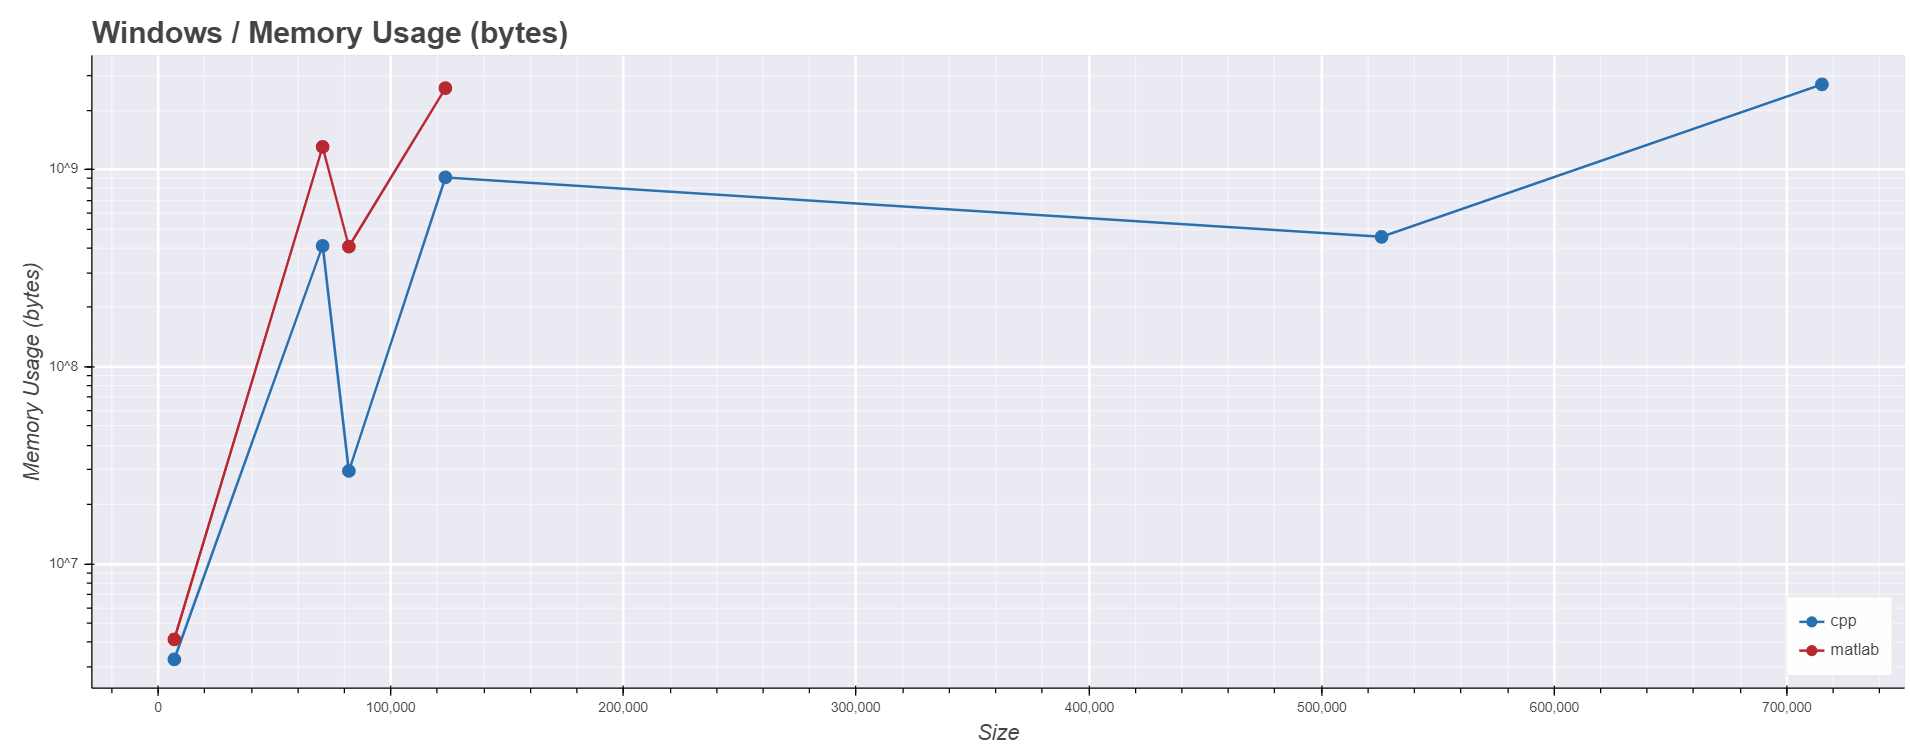 Windows / Memory Usage (bytes)
Memory Usage (bytes)
10^9
10^8
10^7
cpp
matlab
0 100,000 200,000 300,000 400,000 500,000 600,000 700,000
Size